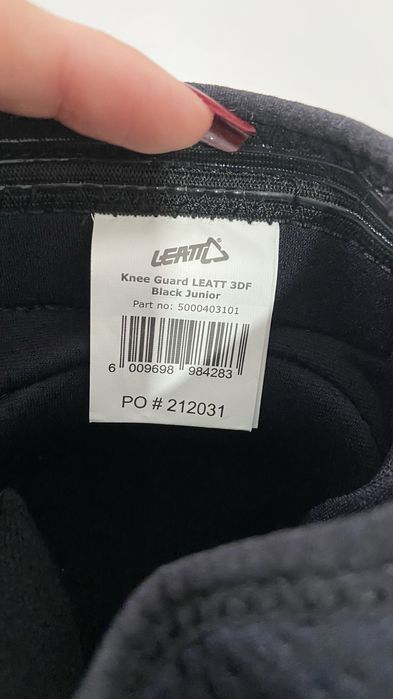 LEATT
Knee Guard LEATT 3DF
Black Junior
Part no: 5000403101
6 009698 984283
PO # 212031